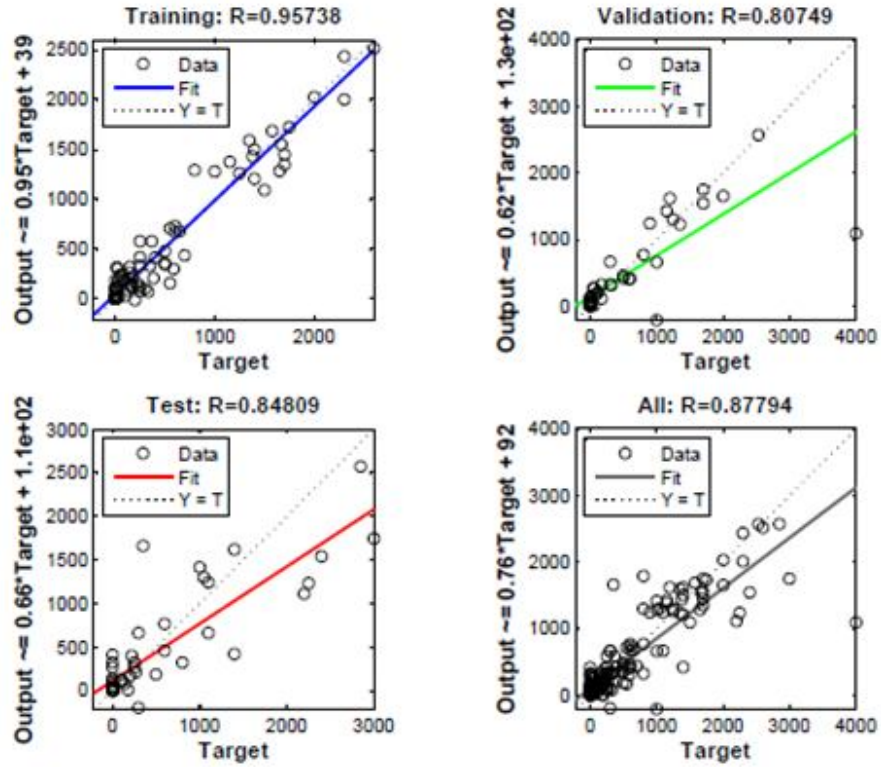 Training: R=0.95738
Output ~= 0.95*Target + 39
2500
2000
1500
1000
500
0
Data
Fit
Y = T
0
1000
2000
Target
Validation: R=0.80749
Output ~= 0.62*Target + 1.3e+02
4000
3000
2000
1000
0
Data
Fit
Y = T
0
1000
2000
3000
4000
Target
Test: R=0.84809
Output ~= 0.66*Target + 1.1e+02
3000
2500
2000
1500
1000
500
0
Data
Fit
Y = T
0
1000
2000
3000
Target
All: R=0.87794
Output ~= 0.76*Target + 92
4000
3000
2000
1000
0
Data
Fit
Y = T
0
1000
2000
3000
4000
Target